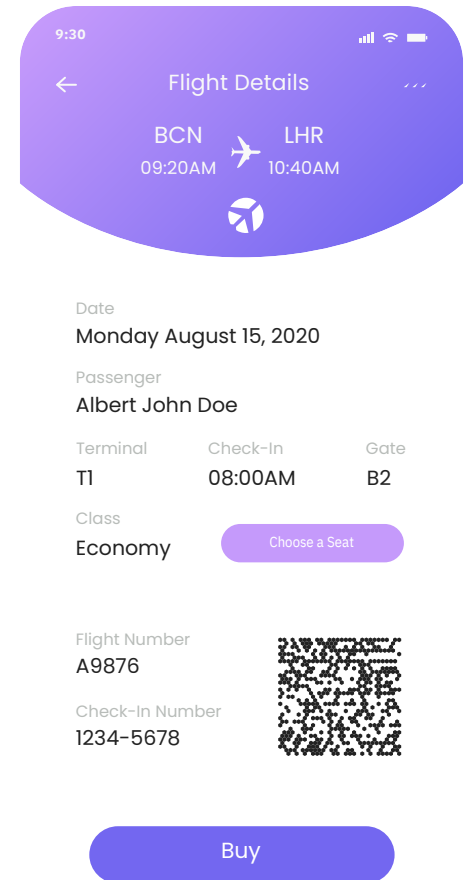 9:30
Flight Details
BCN LHR
09:20AM 10:40AM
Date
Monday August 15, 2020
Passenger
Albert John Doe
Terminal Check-In Gate
T1 08:00AM B2
Class
Economy Choose a Seat
Flight Number
A9876
Check-In Number
1234-5678
Buy